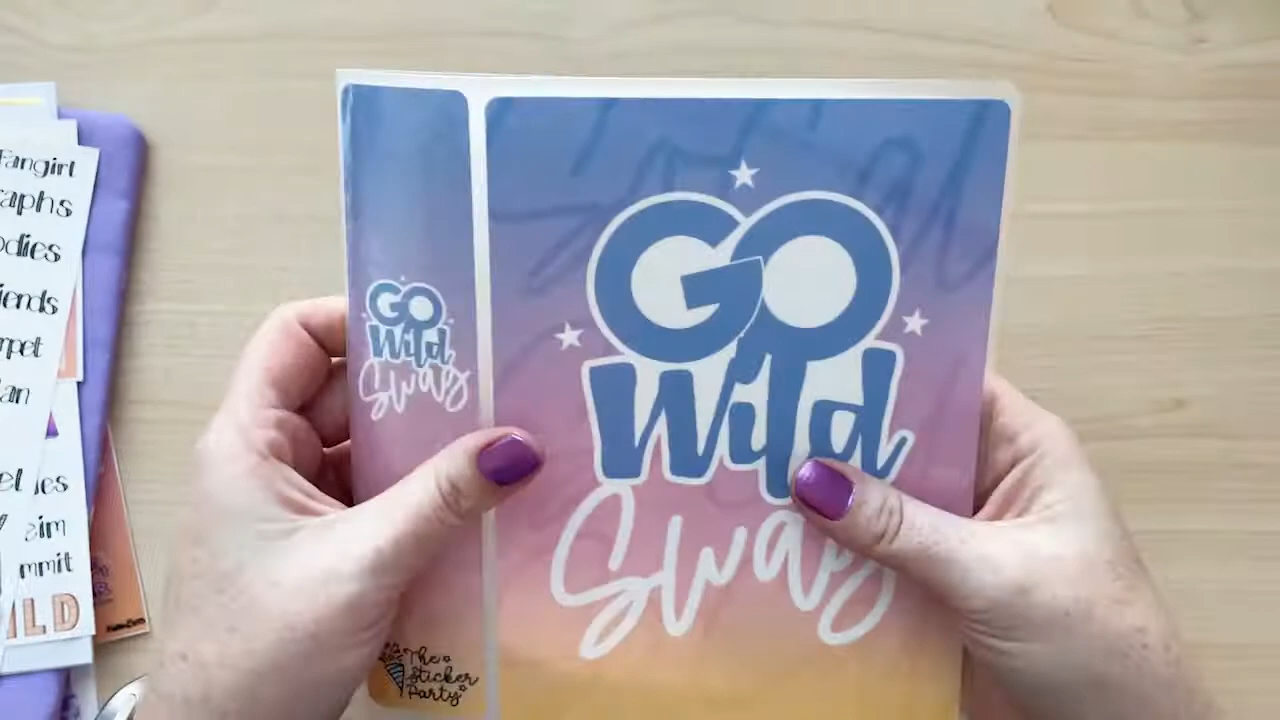 Fangirl
aphs
odies
iends
rpet
an
el les
zim
mmit
ILD
GO
Wild
Swag
The
Sticker
Party
GO
Wild
Swag